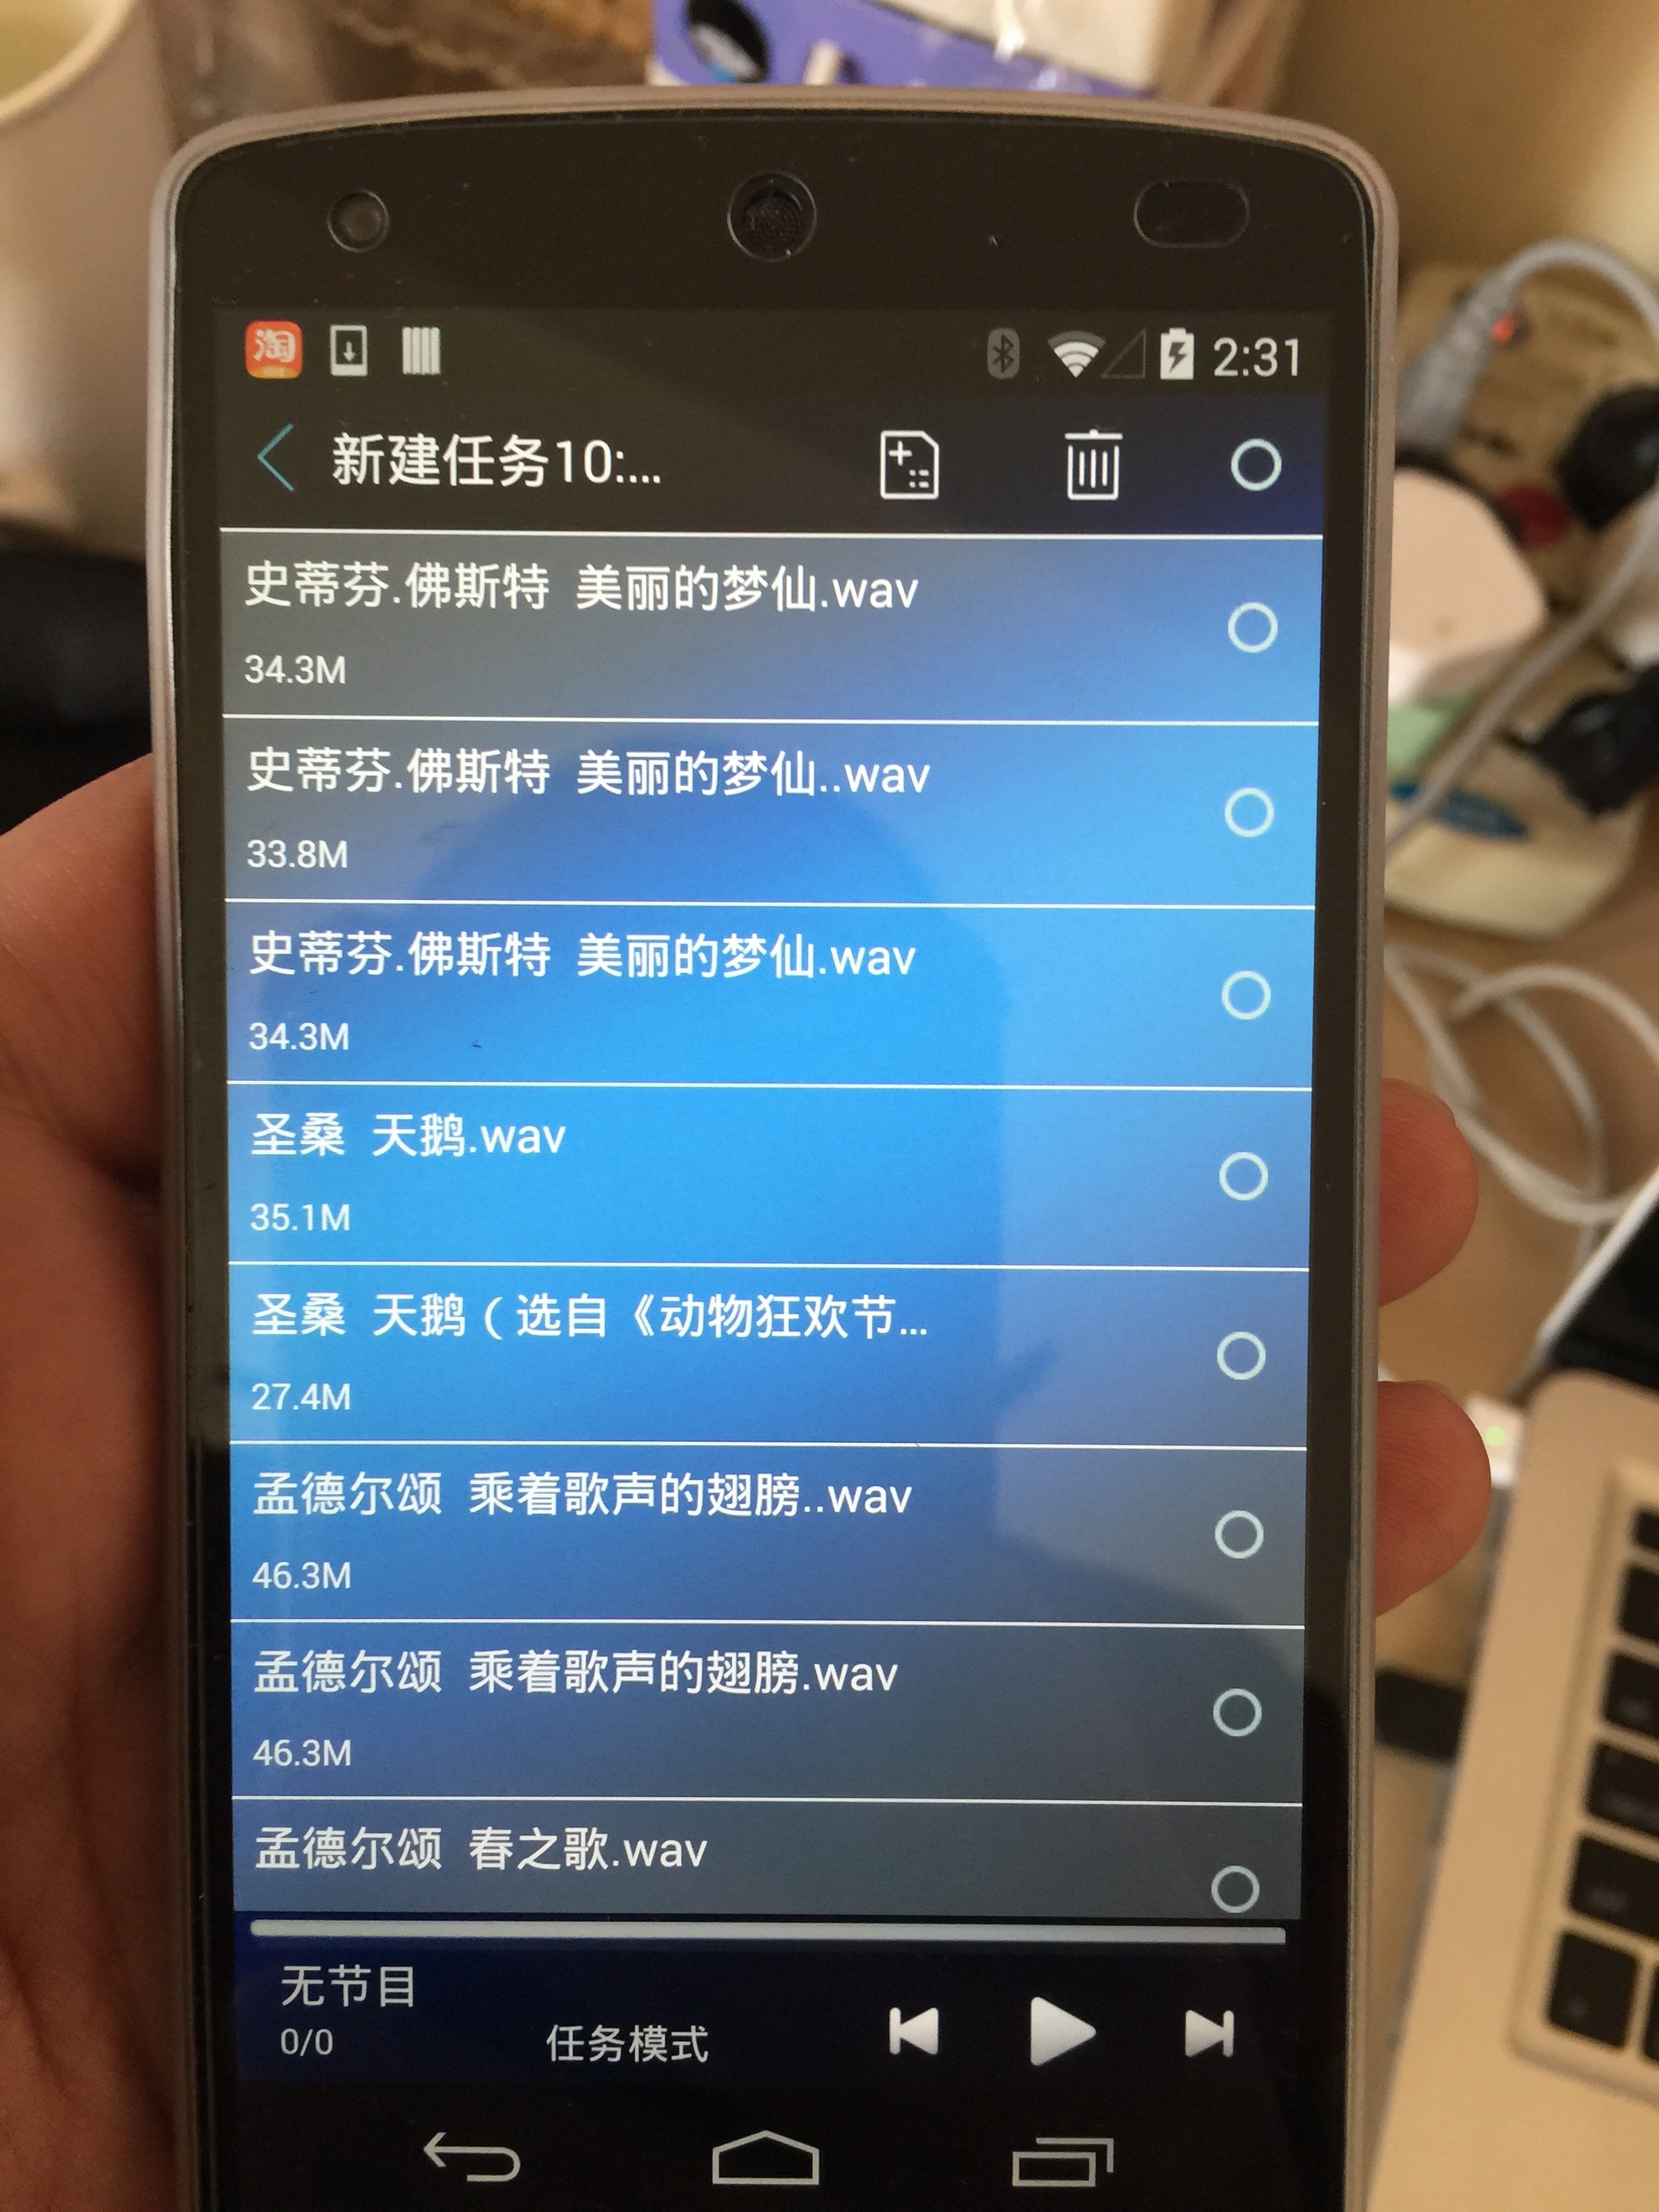 淘
2:31
新建任务10:...
史蒂芬.佛斯特 美丽的梦仙.wav
34.3M
史蒂芬.佛斯特 美丽的梦仙..wav
33.8M
史蒂芬.佛斯特 美丽的梦仙.wav
34.3M
圣桑 天鹅.wav
35.1M
圣桑 天鹅（选自《动物狂欢节...
27.4M
孟德尔颂 乘着歌声的翅膀..wav
46.3M
孟德尔颂 乘着歌声的翅膀.wav
46.3M
孟德尔颂 春之歌.wav
无节目
0/0
任务模式